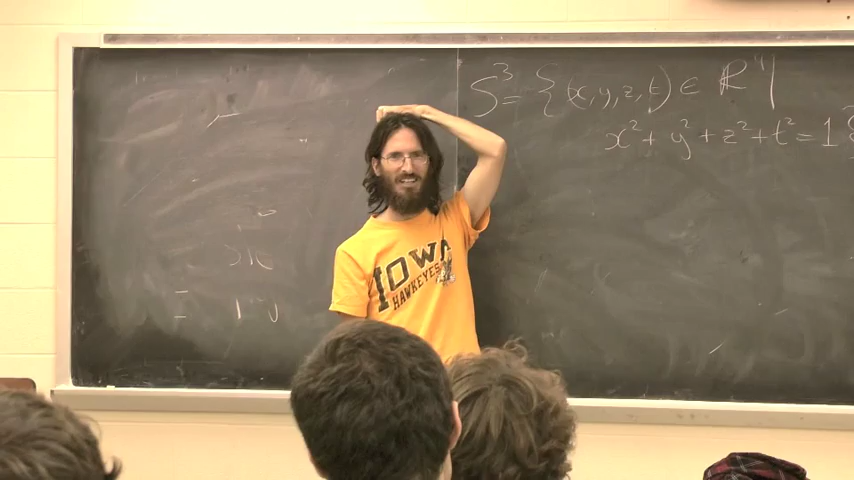 S³ = { (x, y, z, t) ∈ ℝ⁴ |
x² + y² + z² + t² = 1 }
IOWA
HAWKEYES